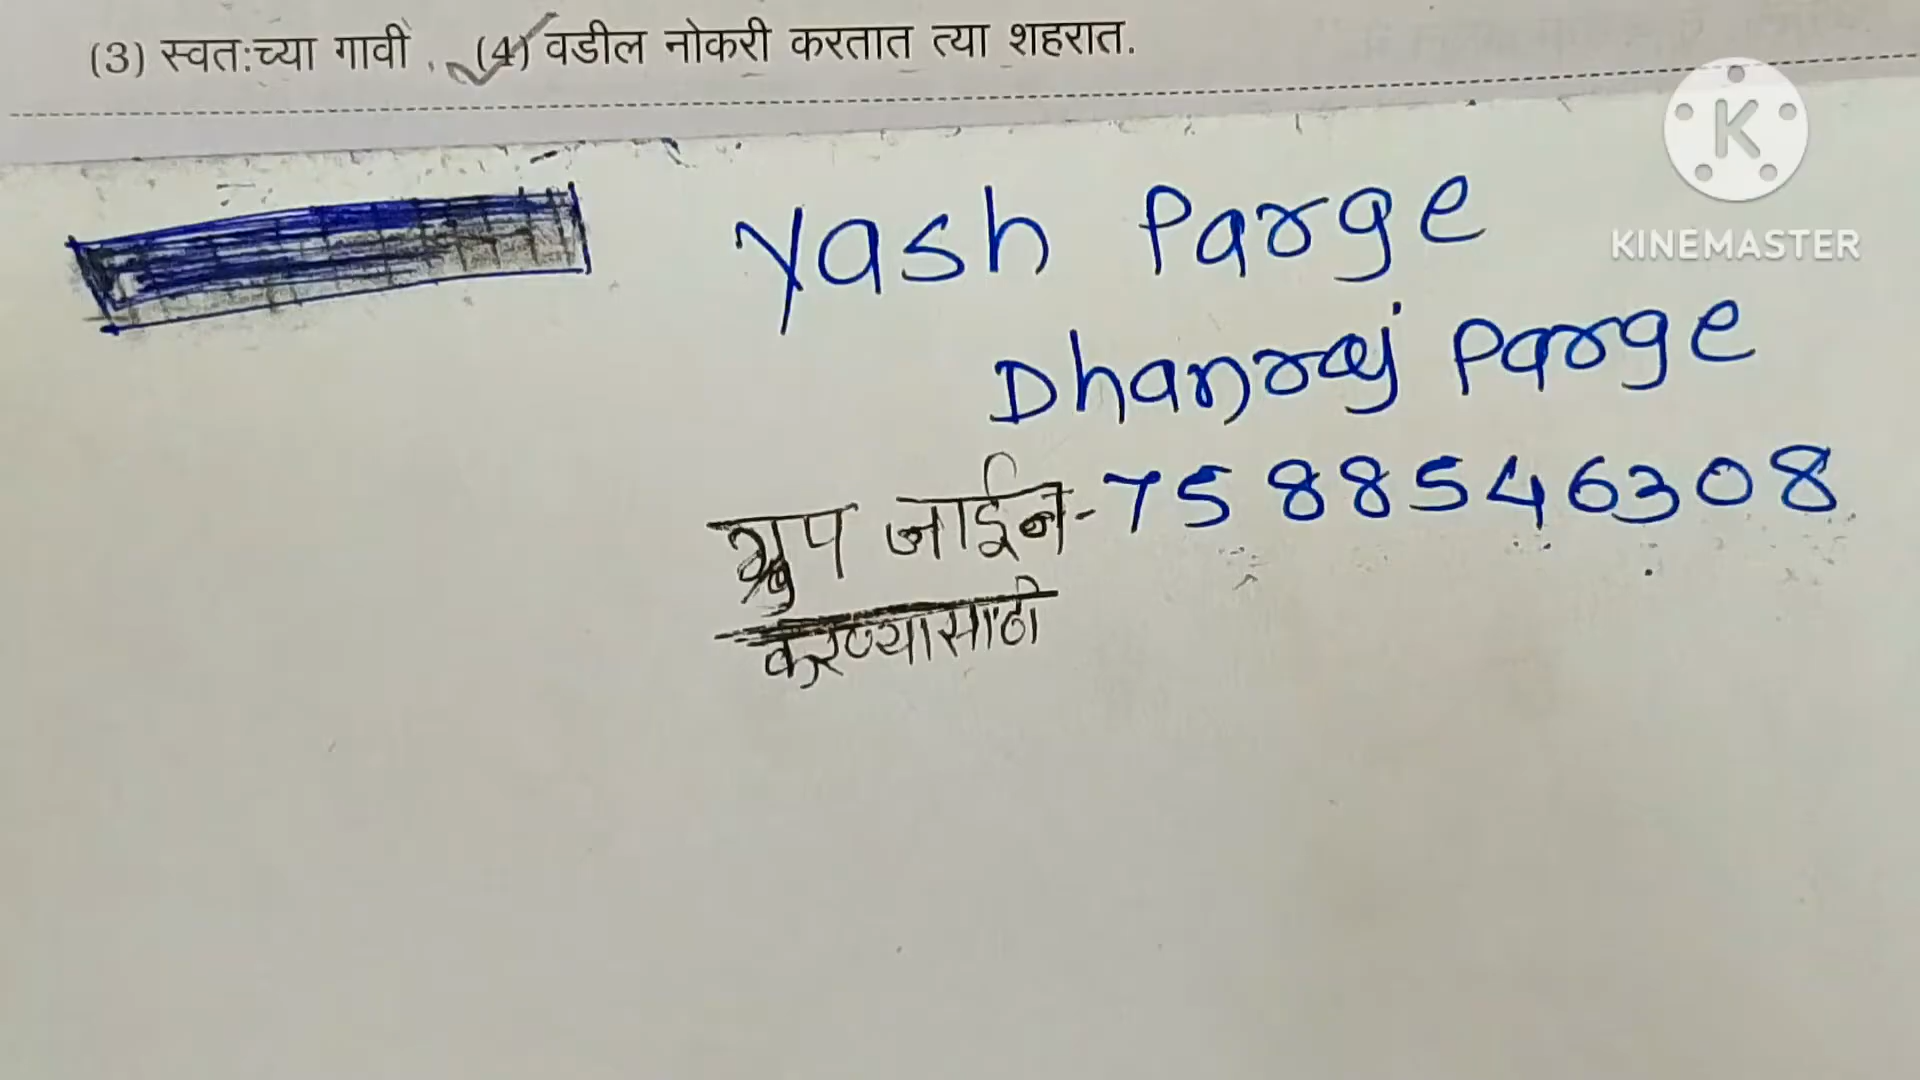 (3) स्वत:च्या गावी . (4) वडील नोकरी करतात त्या शहरात.
K
KINEMASTER
Yash Parge
Dhanraj Parge
ग्रुप जाईन - 7588546308
करण्यासाठी